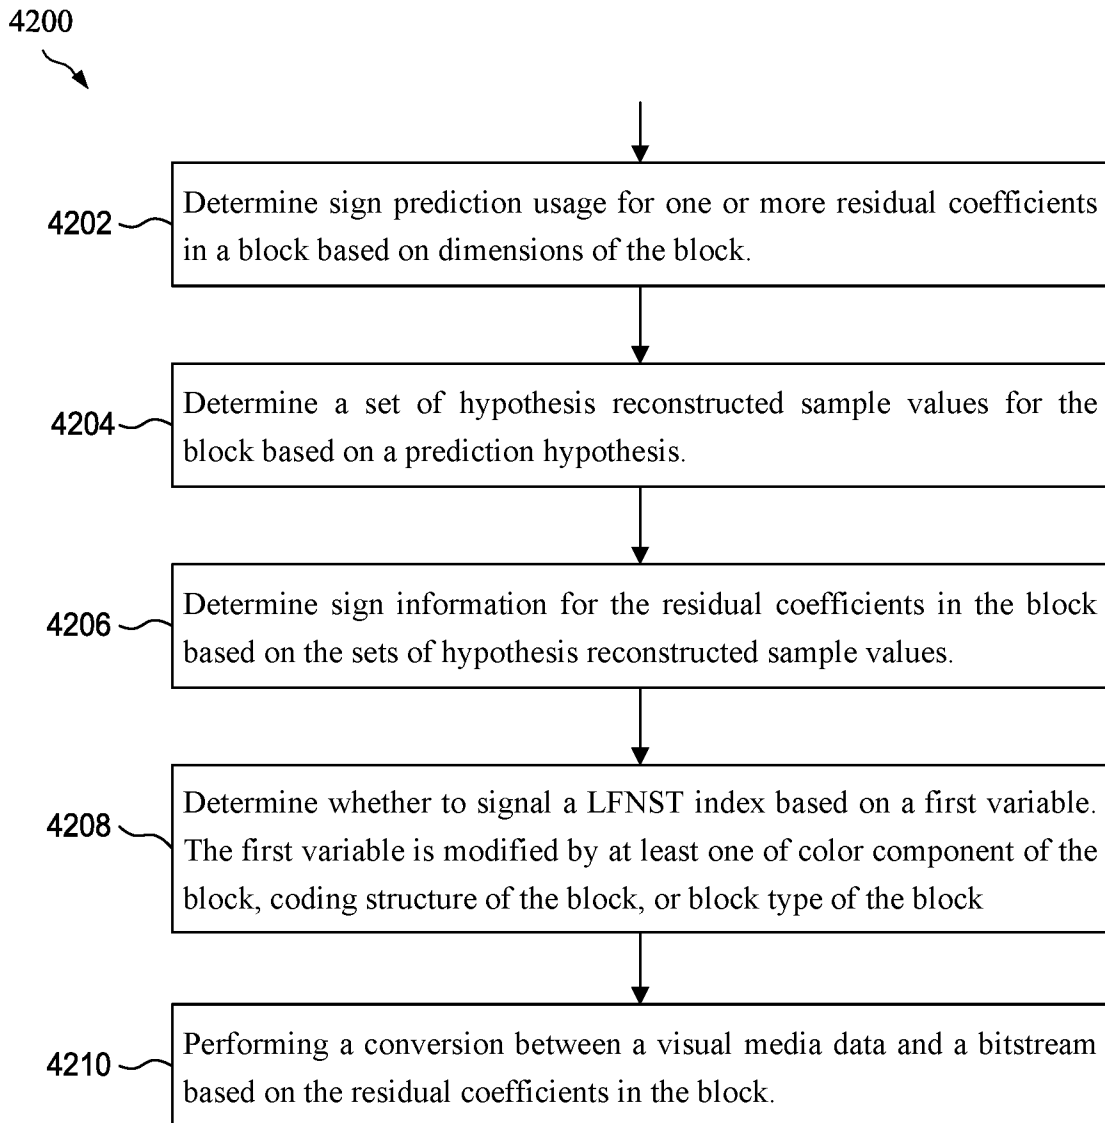 4200
4202
Determine sign prediction usage for one or more residual coefficients
in a block based on dimensions of the block.
4204
Determine a set of hypothesis reconstructed sample values for the
block based on a prediction hypothesis.
4206
Determine sign information for the residual coefficients in the block
based on the sets of hypothesis reconstructed sample values.
4208
Determine whether to signal a LFNST index based on a first variable.
The first variable is modified by at least one of color component of the
block, coding structure of the block, or block type of the block
4210
Performing a conversion between a visual media data and a bitstream
based on the residual coefficients in the block.